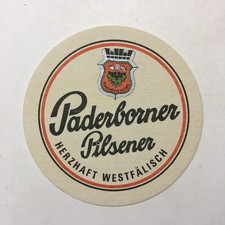 Paderborner
Pilsener
HERZHAFT WESTFÄLISCH